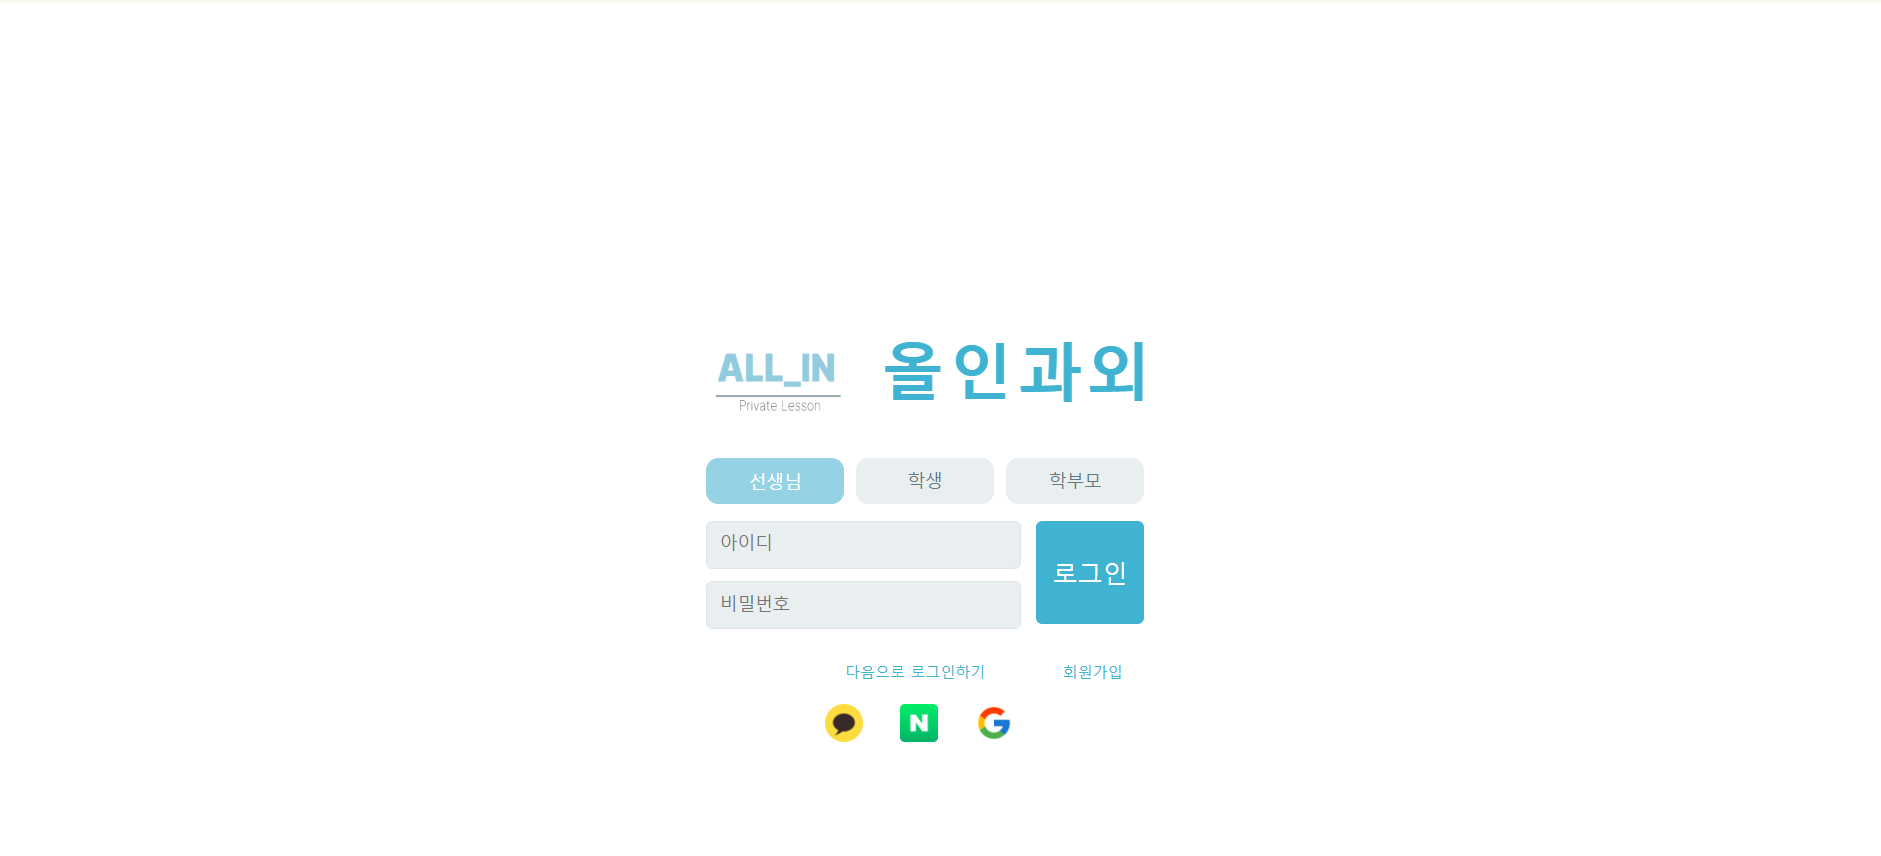 ALL_IN
Private Lesson
올인과외
선생님 학생 학부모
아이디
로그인
비밀번호
다음으로 로그인하기 회원가입
N G